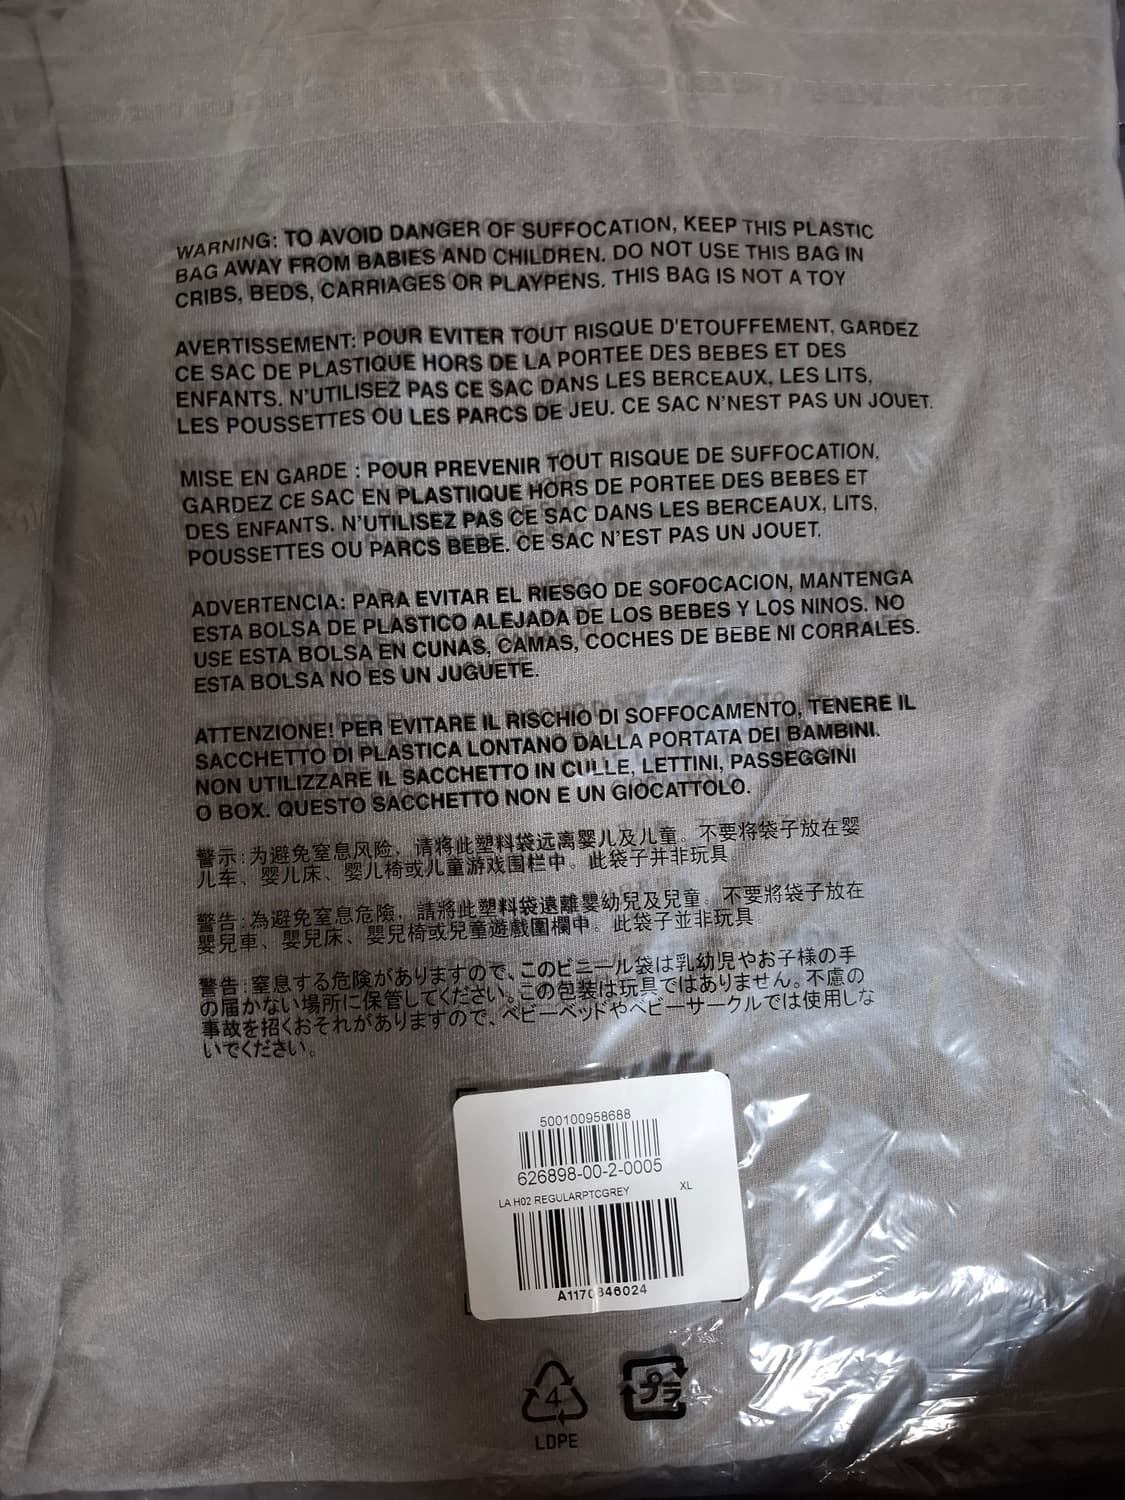 WARNING: TO AVOID DANGER OF SUFFOCATION, KEEP THIS PLASTIC
BAG AWAY FROM BABIES AND CHILDREN. DO NOT USE THIS BAG IN
CRIBS, BEDS, CARRIAGES OR PLAYPENS. THIS BAG IS NOT A TOY
AVERTISSEMENT: POUR EVITER TOUT RISQUE D'ETOUFFEMENT, GARDEZ
CE SAC DE PLASTIQUE HORS DE LA PORTEE DES BEBES ET DES
ENFANTS. N'UTILISEZ PAS CE SAC DANS LES BERCEAUX, LES LITS,
LES POUSSETTES OU LES PARCS DE JEU. CE SAC N'NEST PAS UN JOUET.
MISE EN GARDE : POUR PREVENIR TOUT RISQUE DE SUFFOCATION,
GARDEZ CE SAC EN PLASTIIQUE HORS DE PORTEE DES BEBES ET
DES ENFANTS. N'UTILISEZ PAS CE SAC DANS LES BERCEAUX, LITS,
POUSSETTES OU PARCS BEBE. CE SAC N'EST PAS UN JOUET.
ADVERTENCIA: PARA EVITAR EL RIESGO DE SOFOCACION, MANTENGA
ESTA BOLSA DE PLASTICO ALEJADA DE LOS BEBES Y LOS NINOS. NO
USE ESTA BOLSA EN CUNAS, CAMAS, COCHES DE BEBE NI CORRALES.
ESTA BOLSA NO ES UN JUGUETE.
ATTENZIONE! PER EVITARE IL RISCHIO DI SOFFOCAMENTO, TENERE IL
SACCHETTO DI PLASTICA LONTANO DALLA PORTATA DEI BAMBINI.
NON UTILIZZARE IL SACCHETTO IN CULLE, LETTINI, PASSEGGINI
O BOX. QUESTO SACCHETTO NON E UN GIOCATTOLO.
警示:为避免窒息风险，请将此塑料袋远离婴儿及儿童。不要将袋子放在婴
儿车、婴儿床、婴儿椅或儿童游戏围栏中。此袋子并非玩具
警告:為避免窒息危險，請將此塑料袋遠離嬰幼兒及兒童。不要將袋子放在
嬰兒車、嬰兒床、嬰兒椅或兒童遊戲圍欄中。此袋子並非玩具
警告:窒息する危険がありますので、このビニール袋は乳幼児やお子様の手
の届かない場所に保管してください。この包装は玩具ではありません。不慮の
事故を招くおそれがありますので、ベビーベッドやベビーサークルでは使用しな
いでください。
500100958688
626898-00-2-0005
LA H02 REGULARPTCGREY XL
A1170846024
4 プラ
LDPE